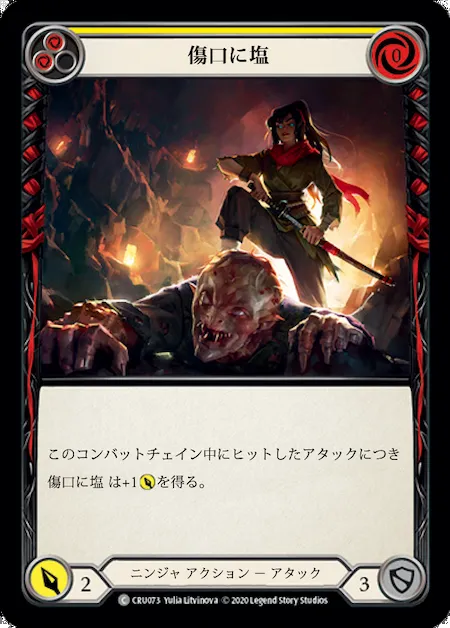 傷口に塩
0
このコンバットチェイン中にヒットしたアタックにつき
傷口に塩 は+1を得る。
2
ニンジャ アクション ー アタック
3
C CRU073 Yulia Litvinova © 2020 Legend Story Studios